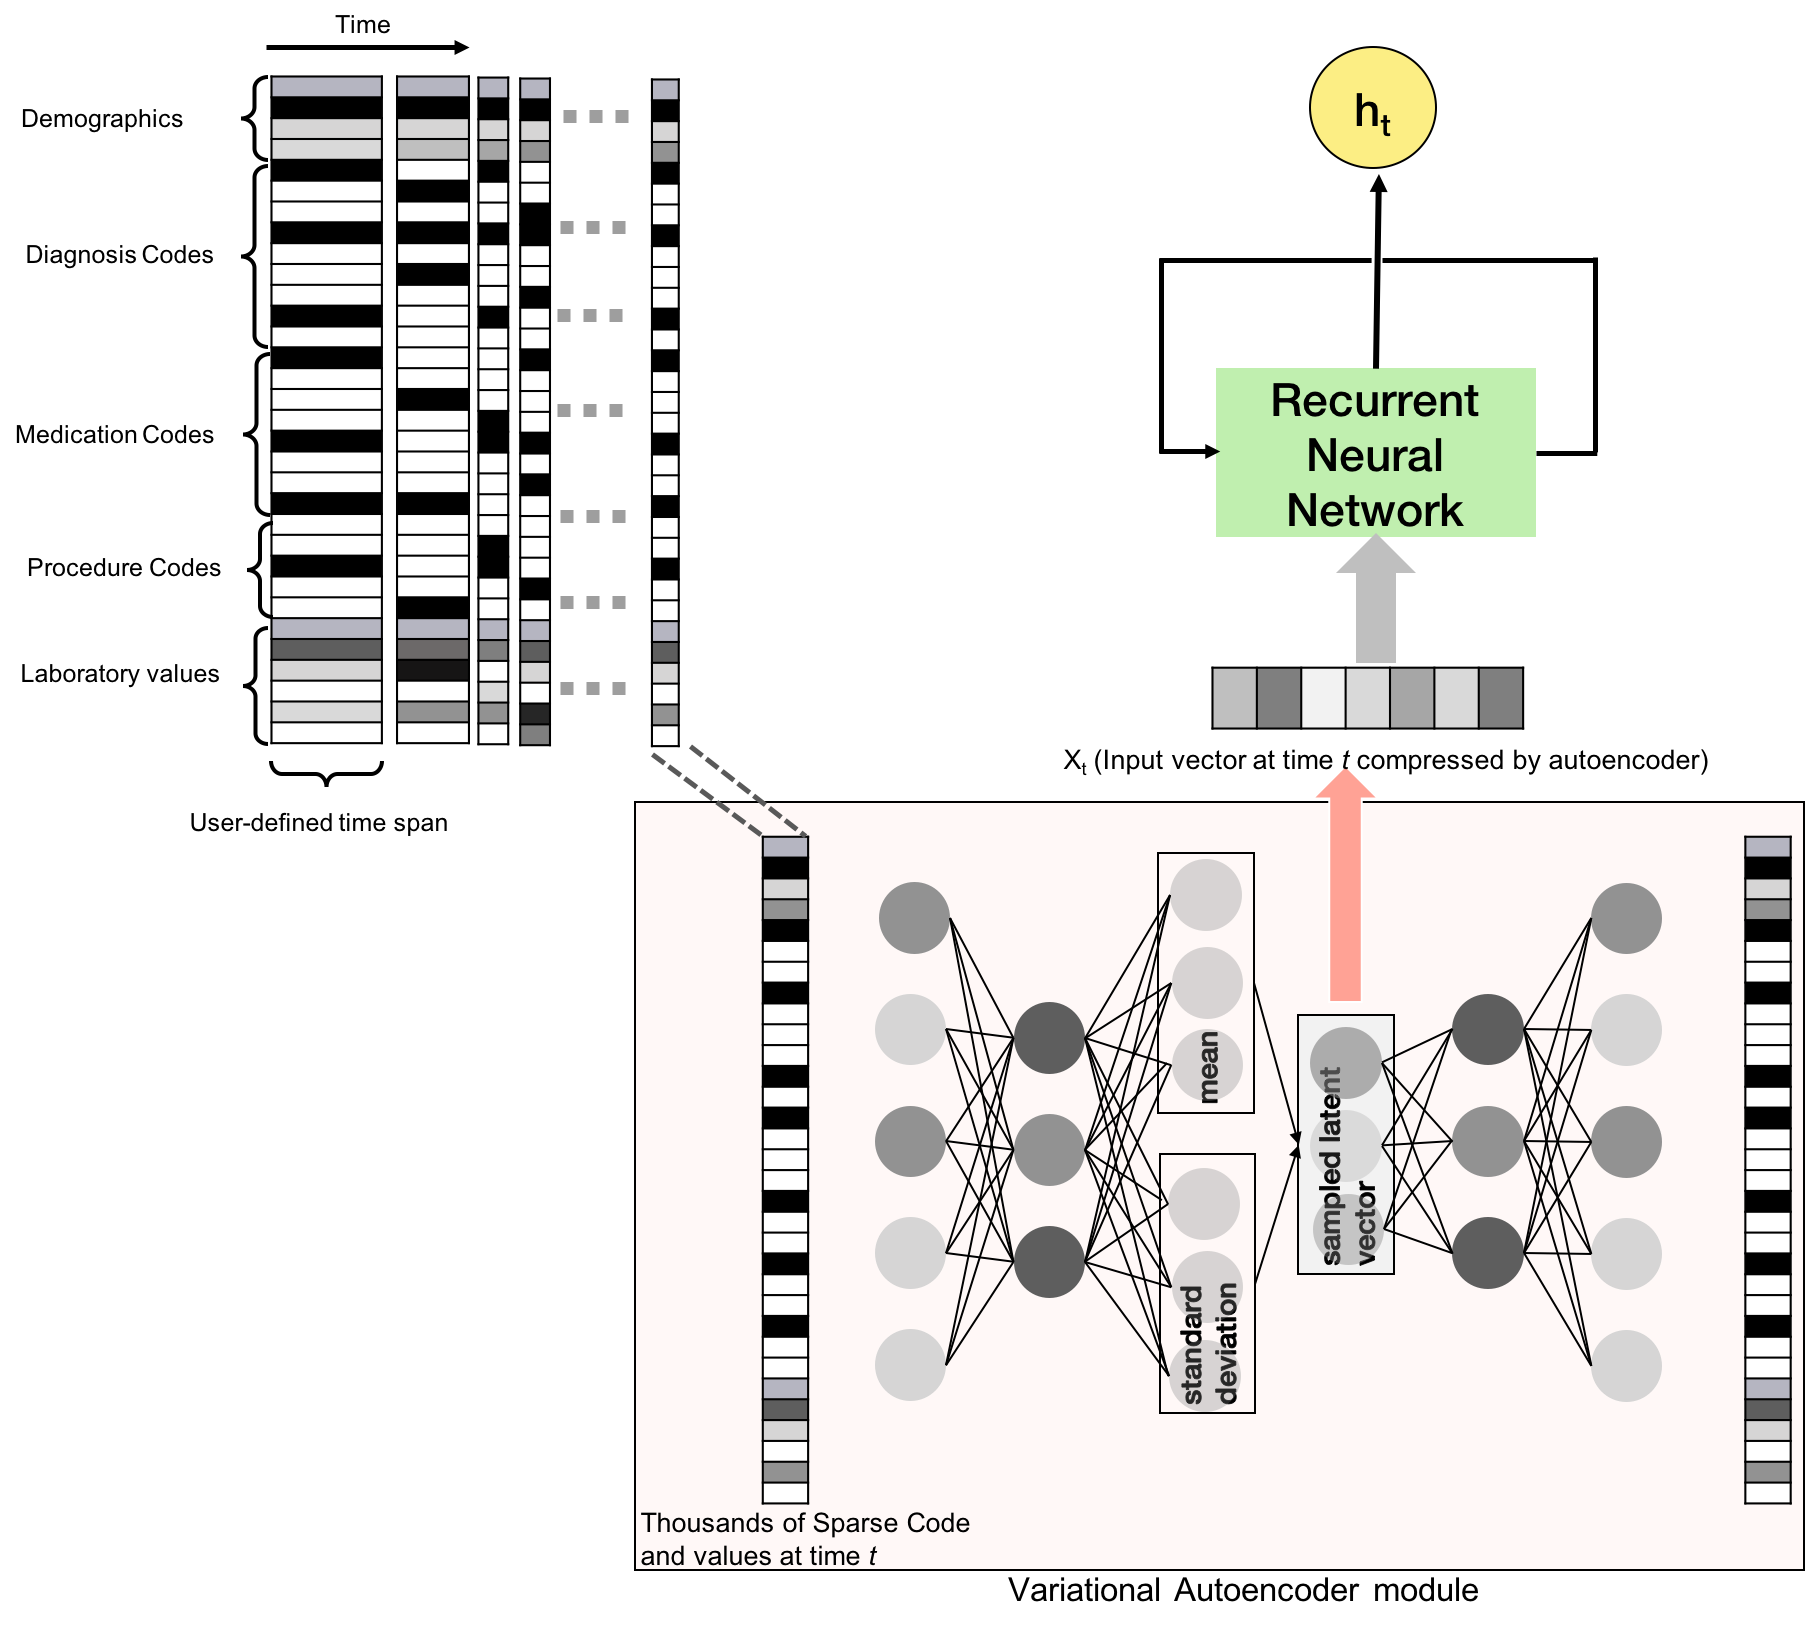 Time
Demographics
Diagnosis Codes
Medication Codes
Procedure Codes
Laboratory values
User-defined time span
ht
Recurrent
Neural
Network
Xt (Input vector at time t compressed by autoencoder)
mean
standard
deviation
sampled latent
vector
Thousands of Sparse Code
and values at time t
Variational Autoencoder module